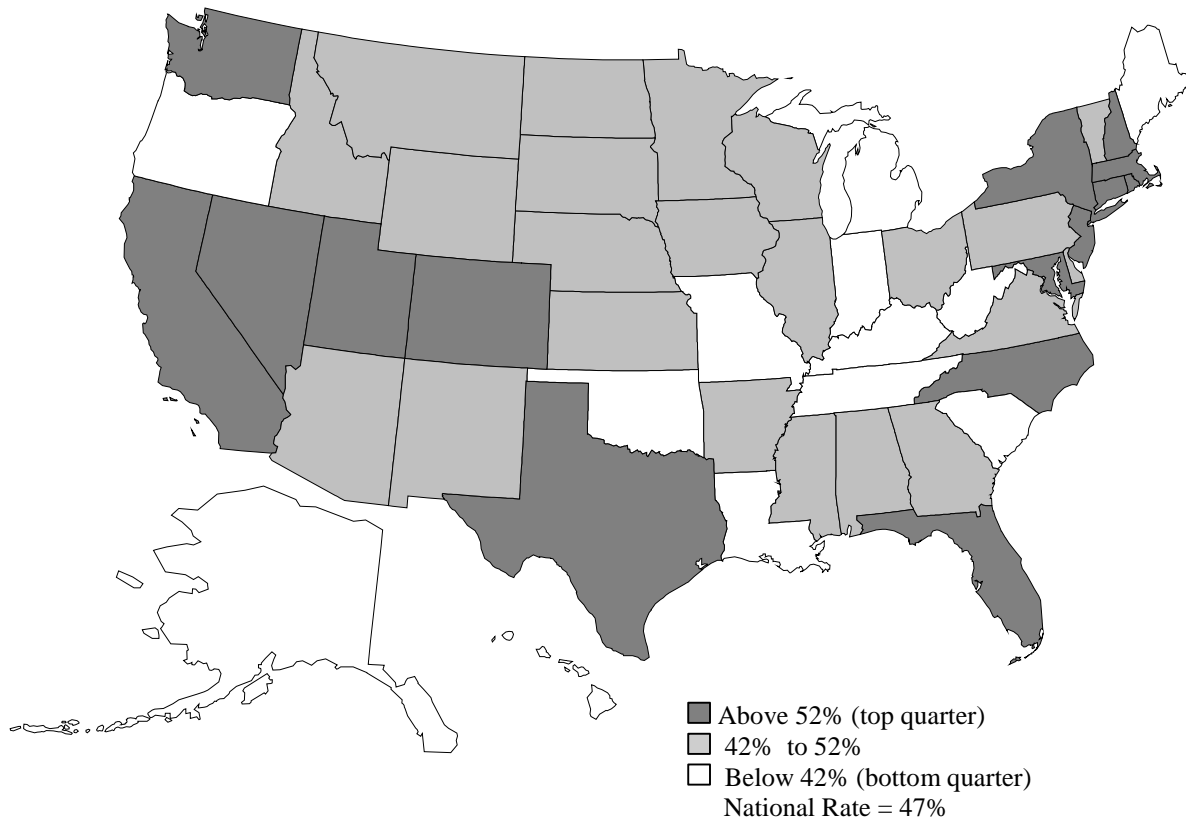 Above 52% (top quarter)
42% to 52%
Below 42% (bottom quarter)
National Rate = 47%